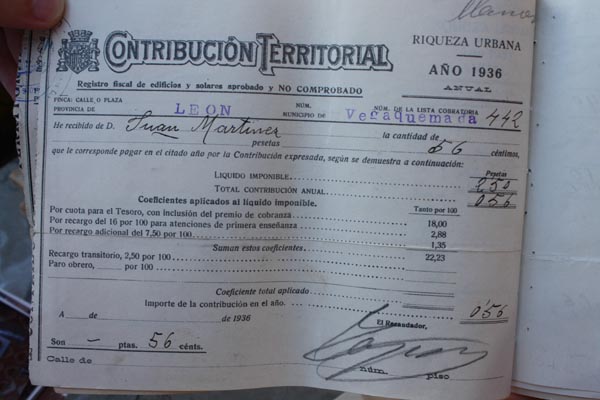 CONTRIBUCIÓN TERRITORIAL
RIQUEZA URBANA
AÑO 1936
ANUAL
Registro fiscal de edificios y solares aprobado y NO COMPROBADO
FINCA: CALLE O PLAZA NÚM. NÚM. DE LA LISTA COBRATORIA 442
PROVINCIA DE LEON MUNICIPIO DE Vegaquemada
He recibido de D. Juan Martinez la cantidad de
pesetas 56 céntimos,
que le corresponde pagar en el citado año por la Contribución expresada, según se demuestra a continuación:
Pesetas
LÍQUIDO IMPONIBLE. 2,50
TOTAL CONTRIBUCIÓN ANUAL. 0,56
Coeficientes aplicados al líquido imponible. Tanto por 100
Por cuota para el Tesoro, con inclusión del premio de cobranza 18,00
Por recargo del 16 por 100 para atenciones de primera enseñanza 2,88
Por recargo adicional del 7,50 por 100 1,35
Suman estos coeficientes 22,23
Recargo transitorio, 2,50 por 100
Paro obrero, por 100
Coeficiente total aplicado
Importe de la contribución en el año. 0'56
A de de 1936
El Recaudador,
Son — ptas. 56 cénts.
Calle de núm. piso